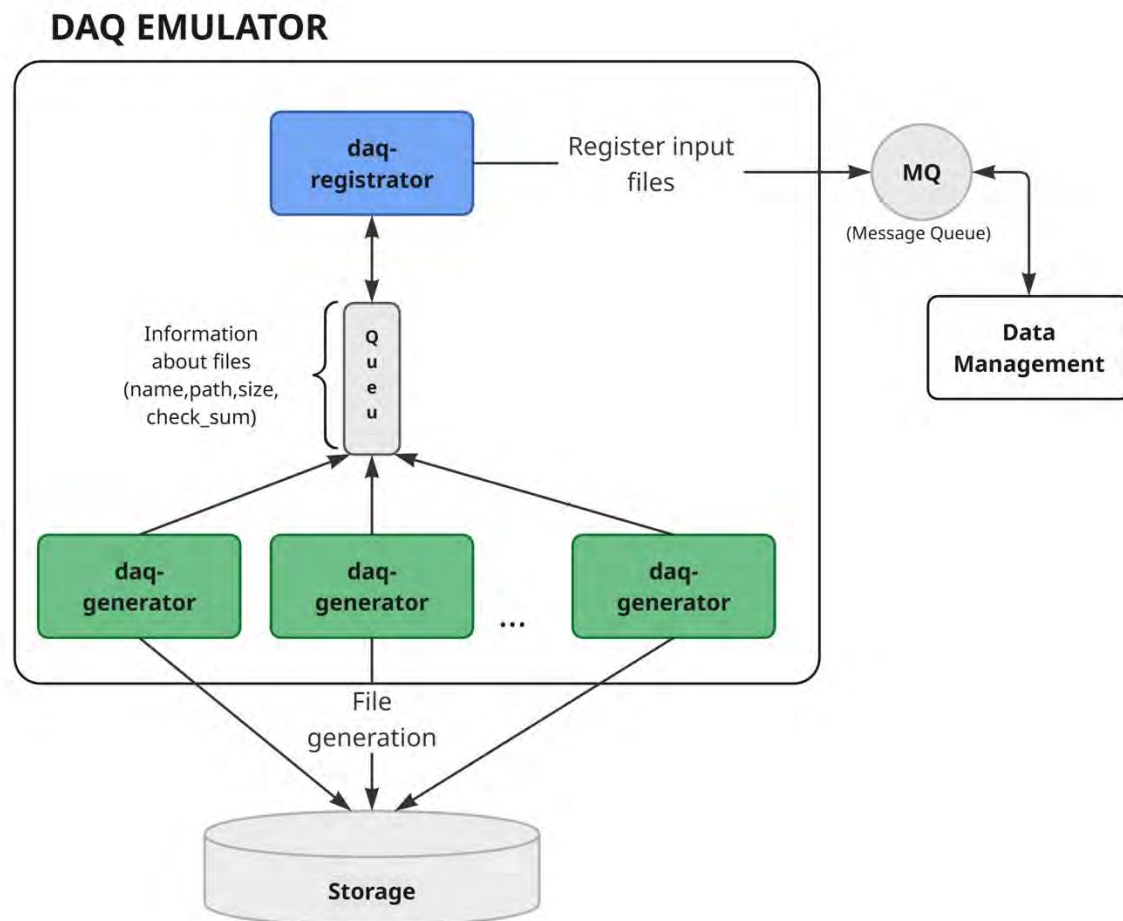 DAQ EMULATOR
daq-
registrator
Register input
files
MQ
(Message Queue)
Data
Management
Information
about files
(name,path,size,
check_sum)
Q
u
e
u
daq-
generator
daq-
generator
...
daq-
generator
File
generation
Storage